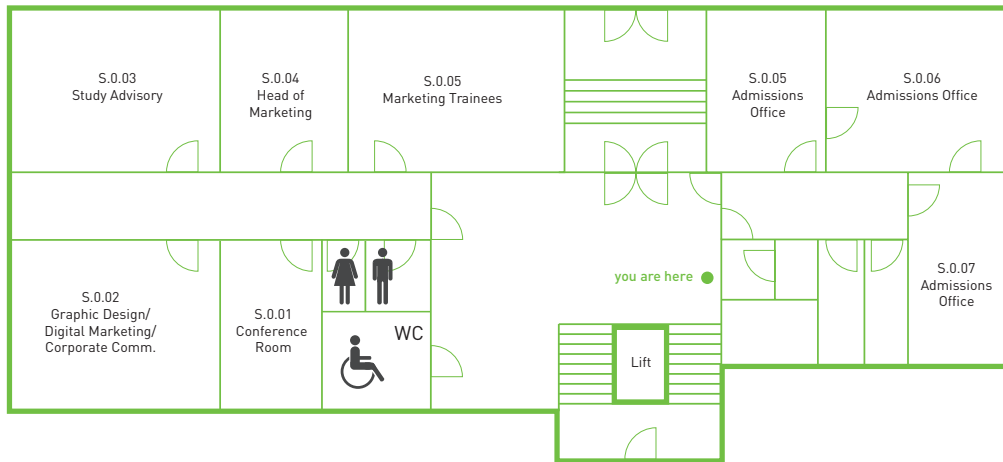 S.0.03
Study Advisory
S.0.04
Head of
Marketing
S.0.05
Marketing Trainees
S.0.05
Admissions
Office
S.0.06
Admissions Office
S.0.02
Graphic Design/
Digital Marketing/
Corporate Comm.
S.0.01
Conference
Room
WC
you are here
Lift
S.0.07
Admissions
Office